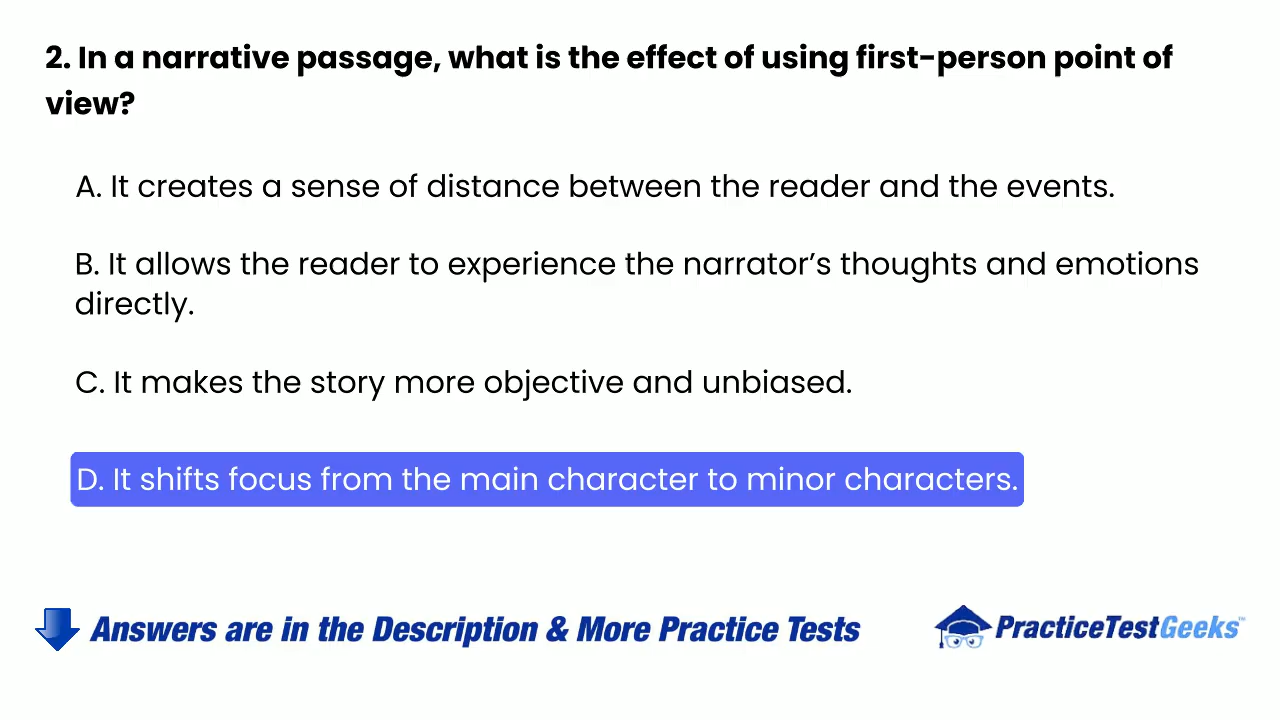 2. In a narrative passage, what is the effect of using first-person point of
view?
A. It creates a sense of distance between the reader and the events.
B. It allows the reader to experience the narrator’s thoughts and emotions
directly.
C. It makes the story more objective and unbiased.
D. It shifts focus from the main character to minor characters.
Answers are in the Description & More Practice Tests
PracticeTestGeeks™